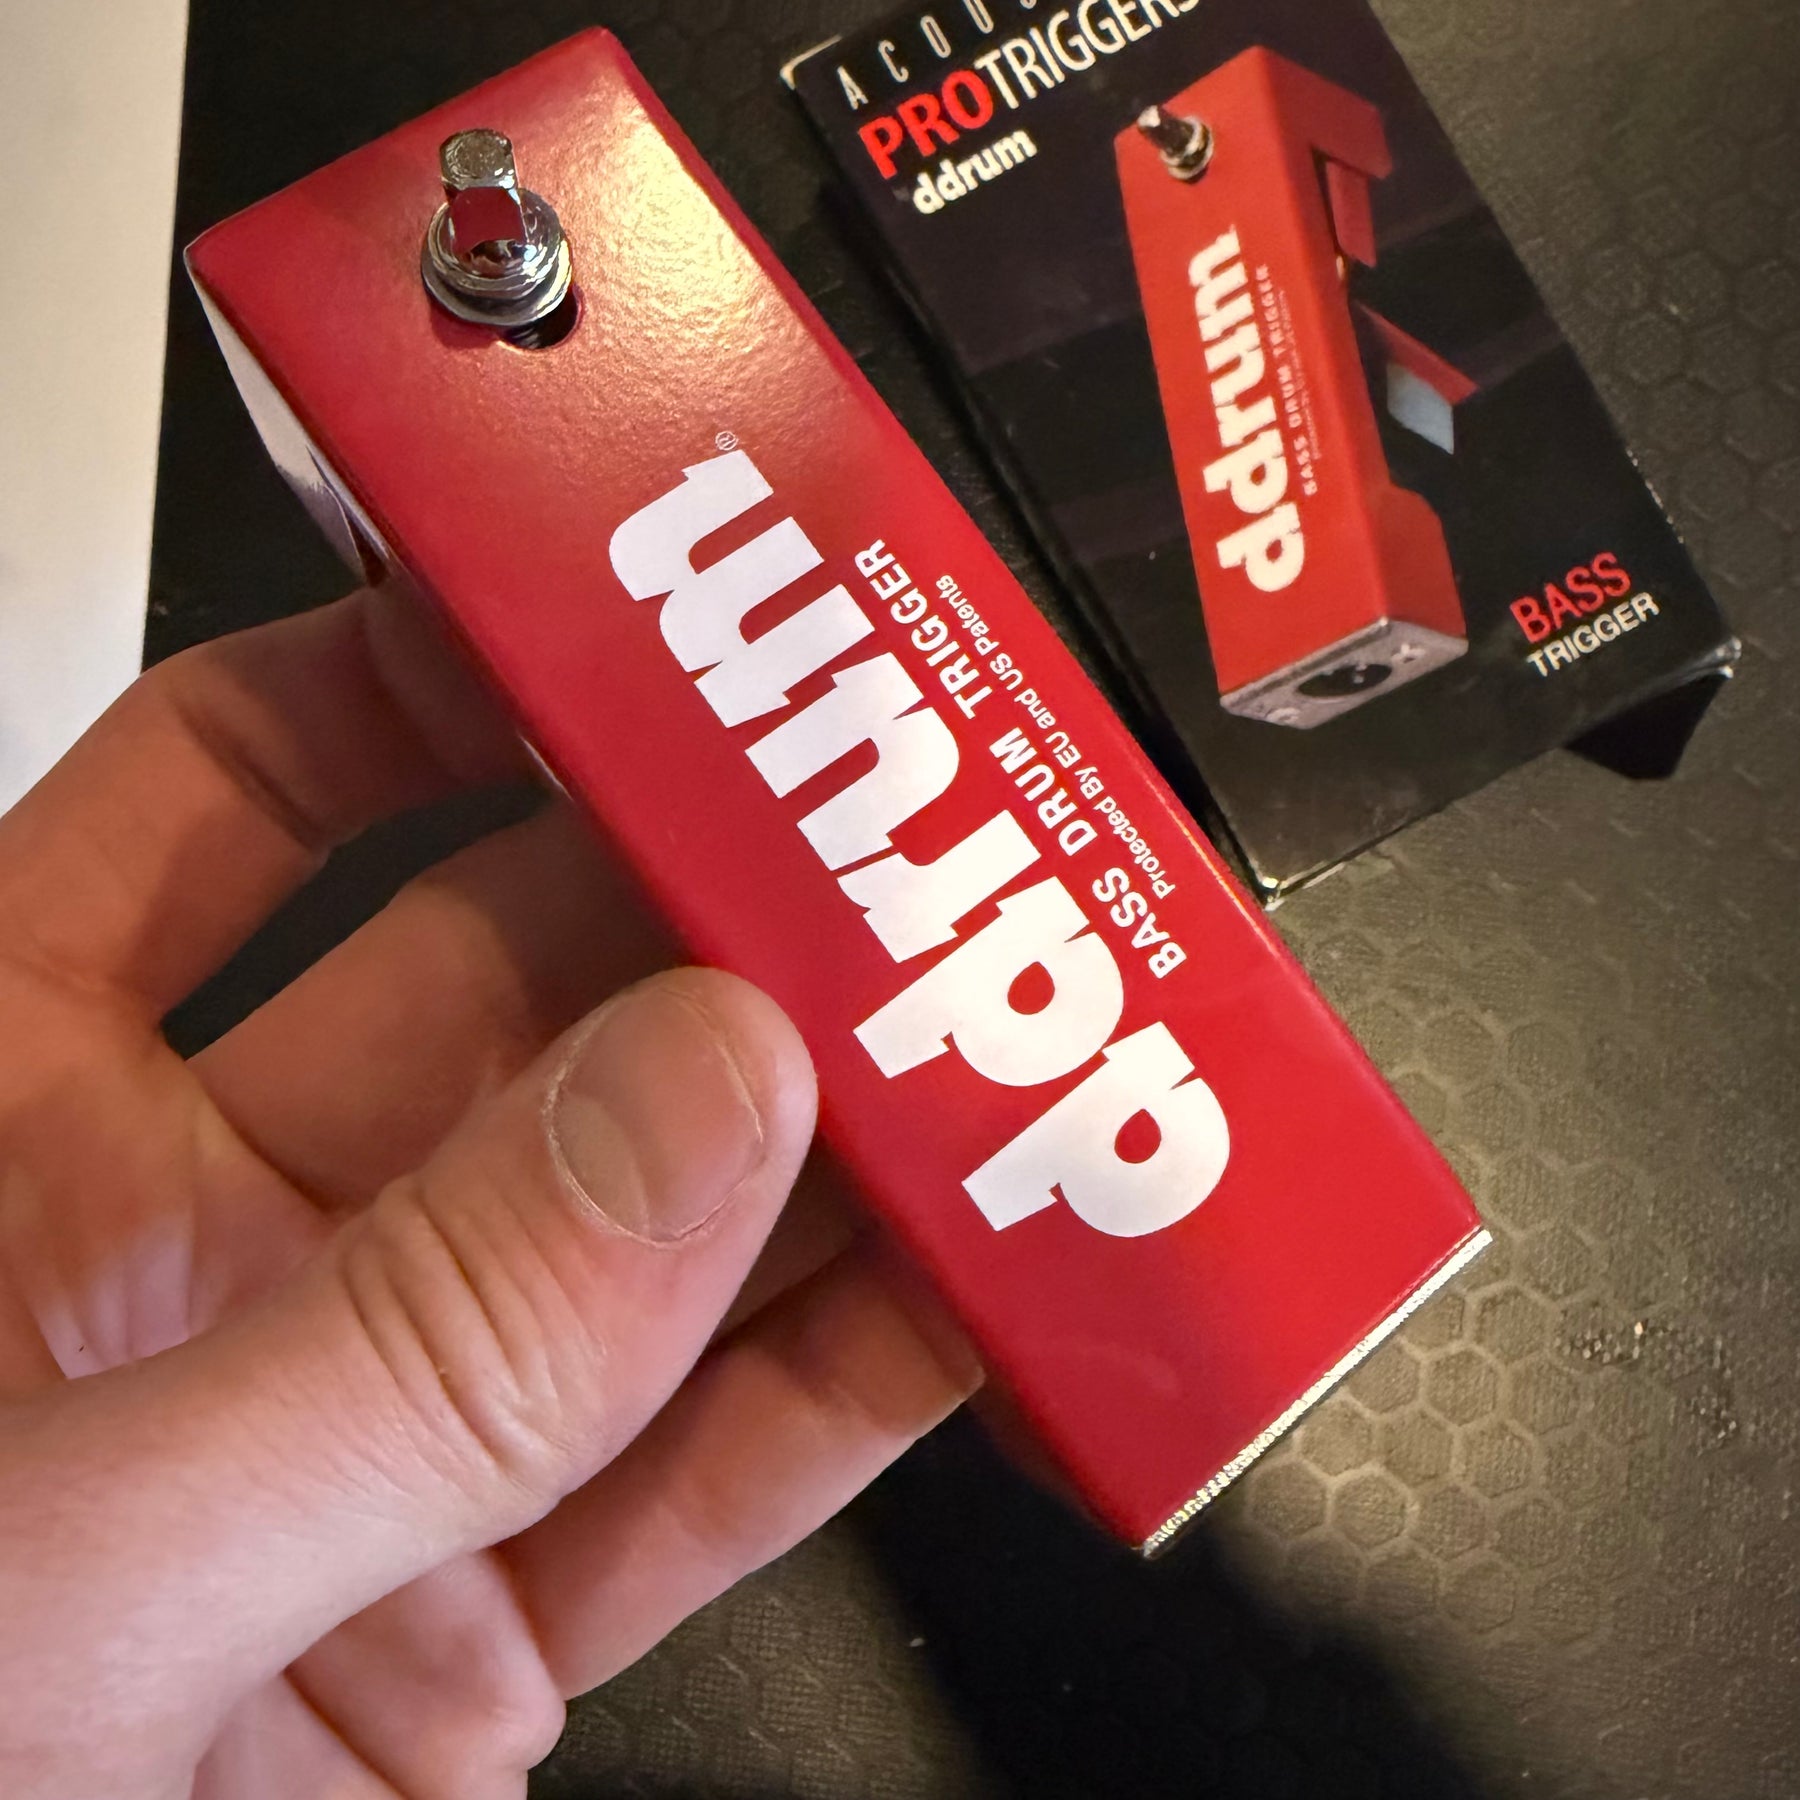 ddrum®
BASS DRUM TRIGGER
Protected By EU and US Patents
PROTRIGGERS
ddrum
ddrum
BASS DRUM TRIGGER
BASS
TRIGGER